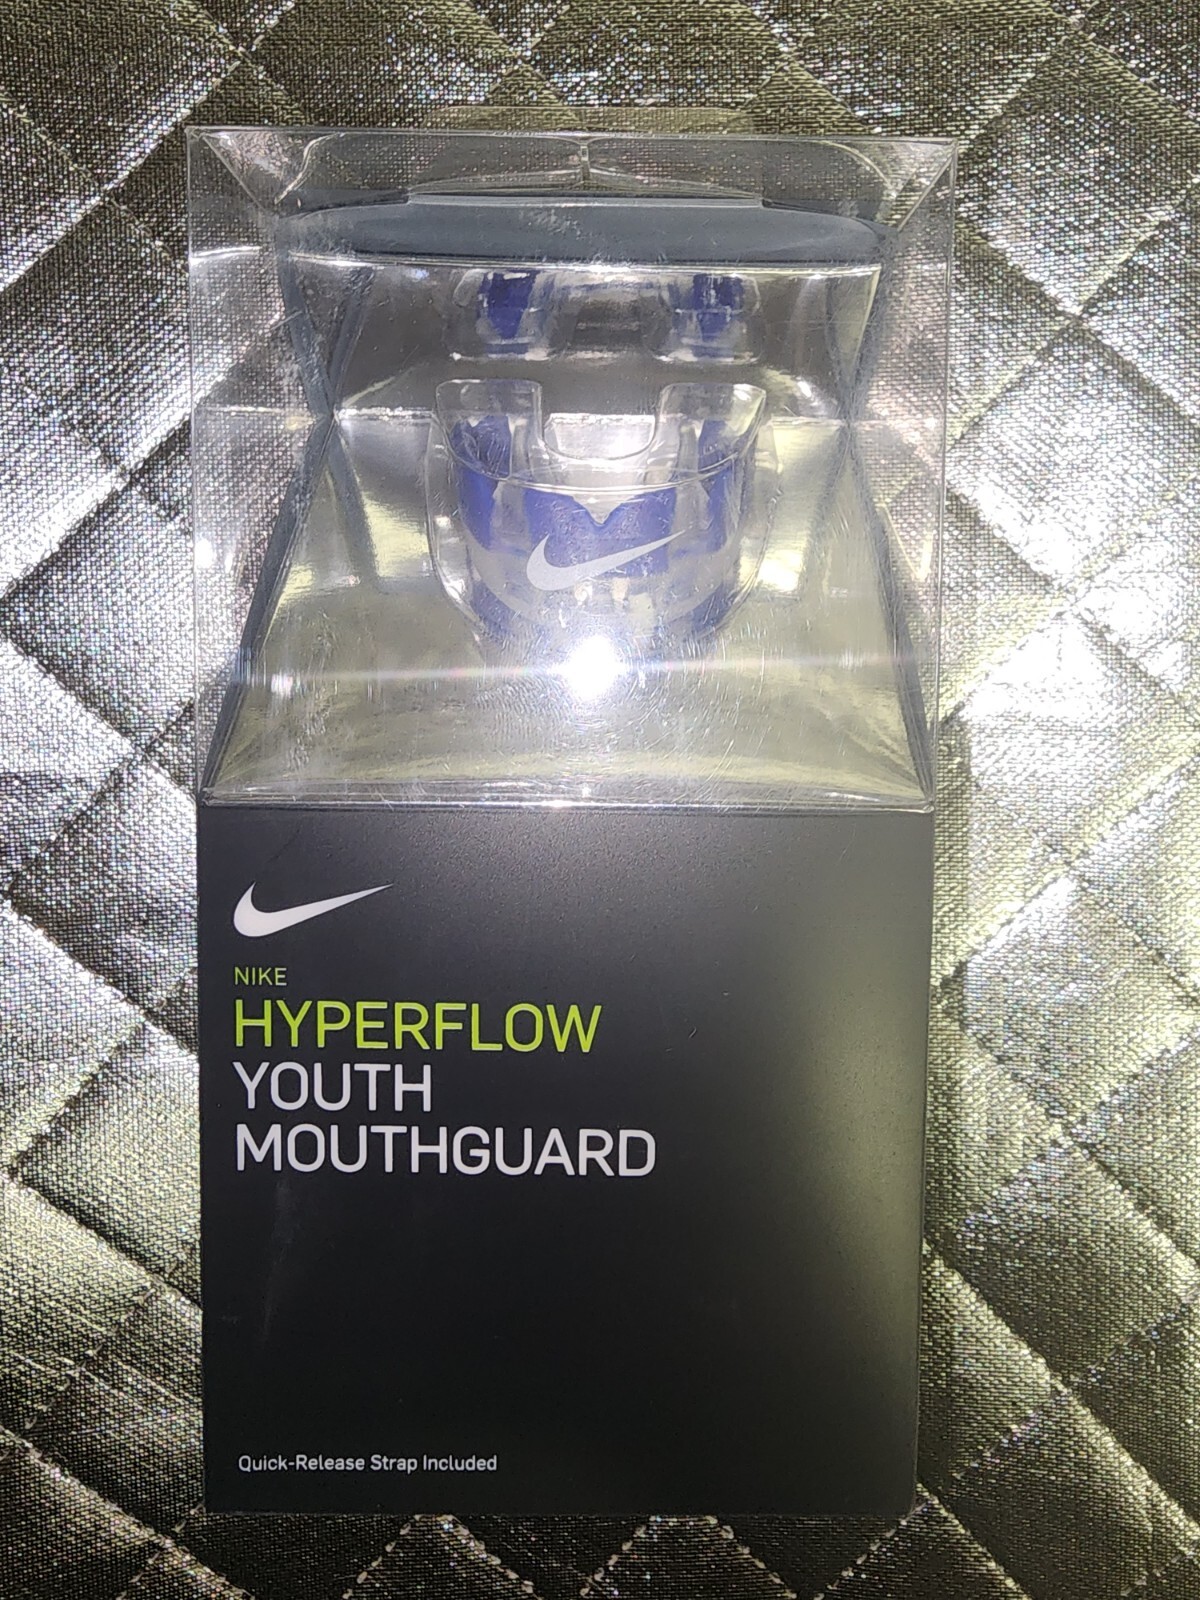 NIKE
HYPERFLOW
YOUTH
MOUTHGUARD
Quick-Release Strap Included